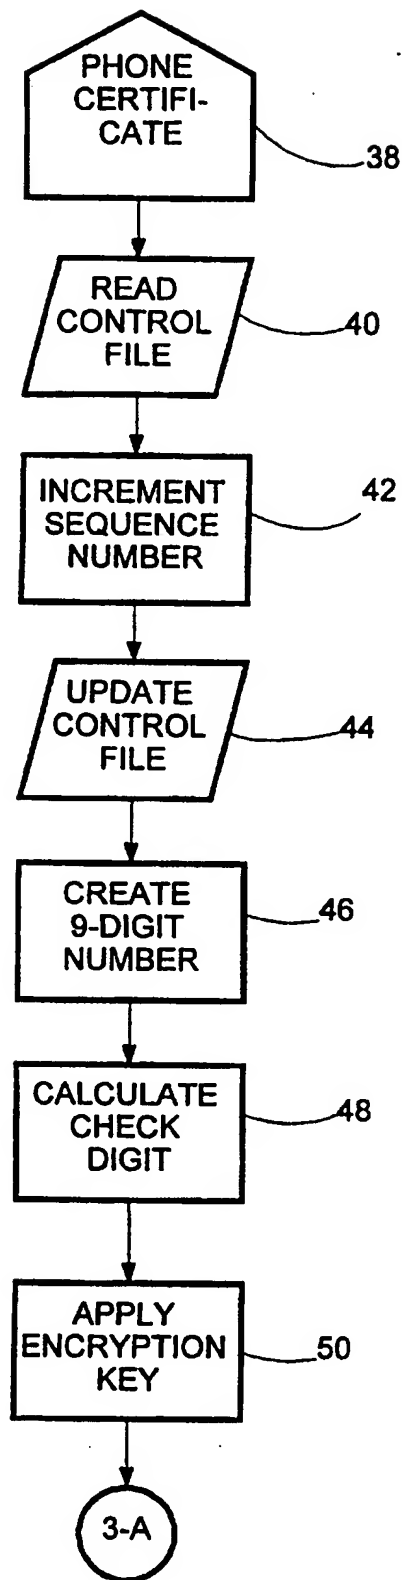 PHONE
CERTIFI-
CATE
38
READ
CONTROL
FILE
40
INCREMENT
SEQUENCE
NUMBER
42
UPDATE
CONTROL
FILE
44
CREATE
9-DIGIT
NUMBER
46
CALCULATE
CHECK
DIGIT
48
APPLY
ENCRYPTION
KEY
50
3-A